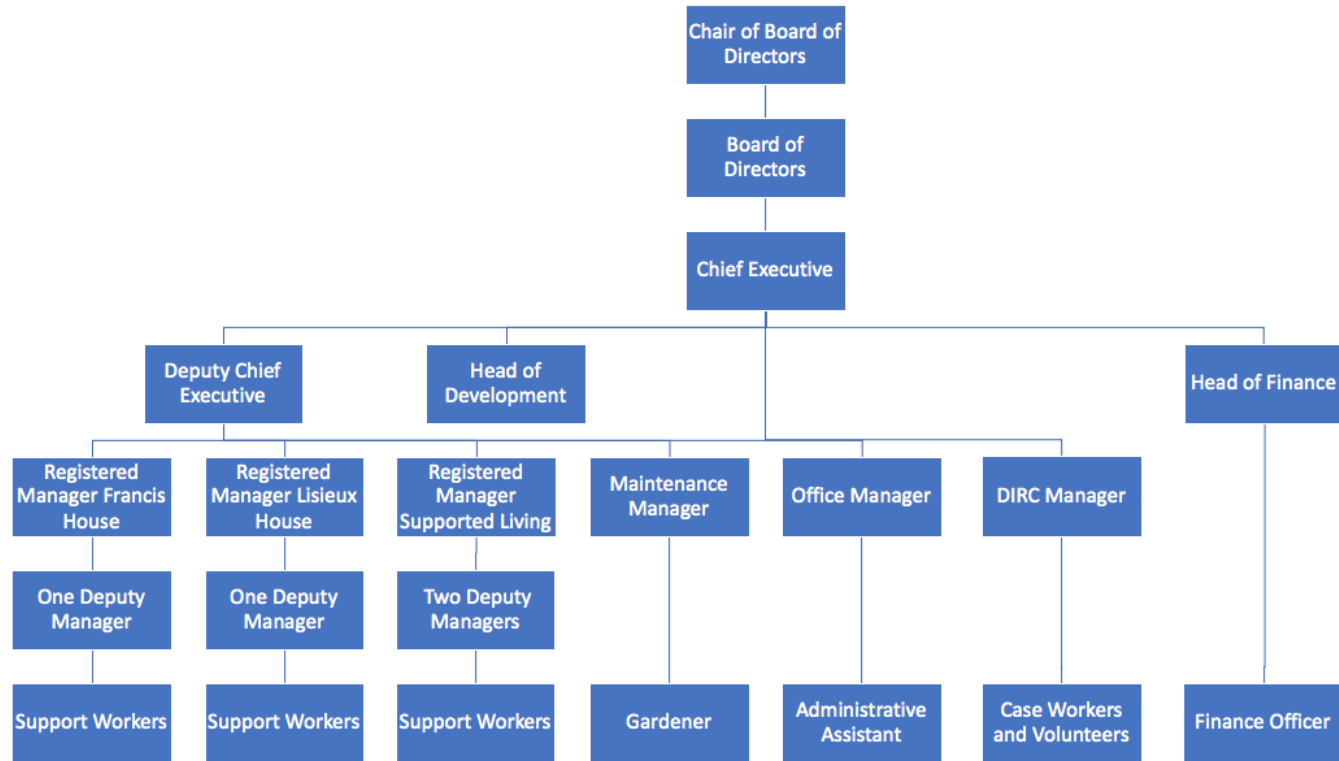 Chair of Board of
Directors
Board of
Directors
Chief Executive
Deputy Chief
Executive
Head of
Development
Head of Finance
Registered
Manager Francis
House
Registered
Manager Lisieux
House
Registered
Manager
Supported Living
Maintenance
Manager
Office Manager
DIRC Manager
One Deputy
Manager
One Deputy
Manager
Two Deputy
Managers
Support Workers
Support Workers
Support Workers
Gardener
Administrative
Assistant
Case Workers
and Volunteers
Finance Officer